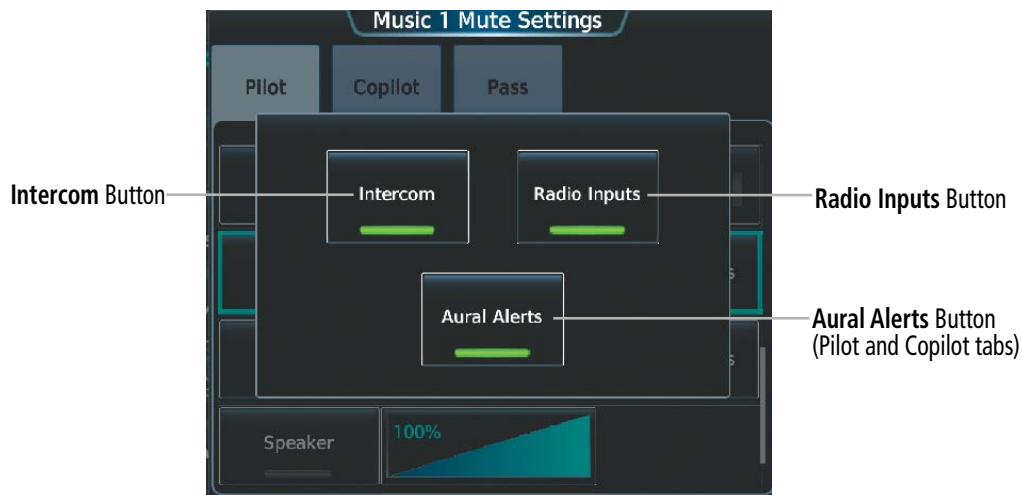 Music 1 Mute Settings
Pilot Copilot Pass
Intercom Button
Intercom
Radio Inputs
Radio Inputs Button
Aural Alerts
Aural Alerts Button
(Pilot and Copilot tabs)
Speaker
100%